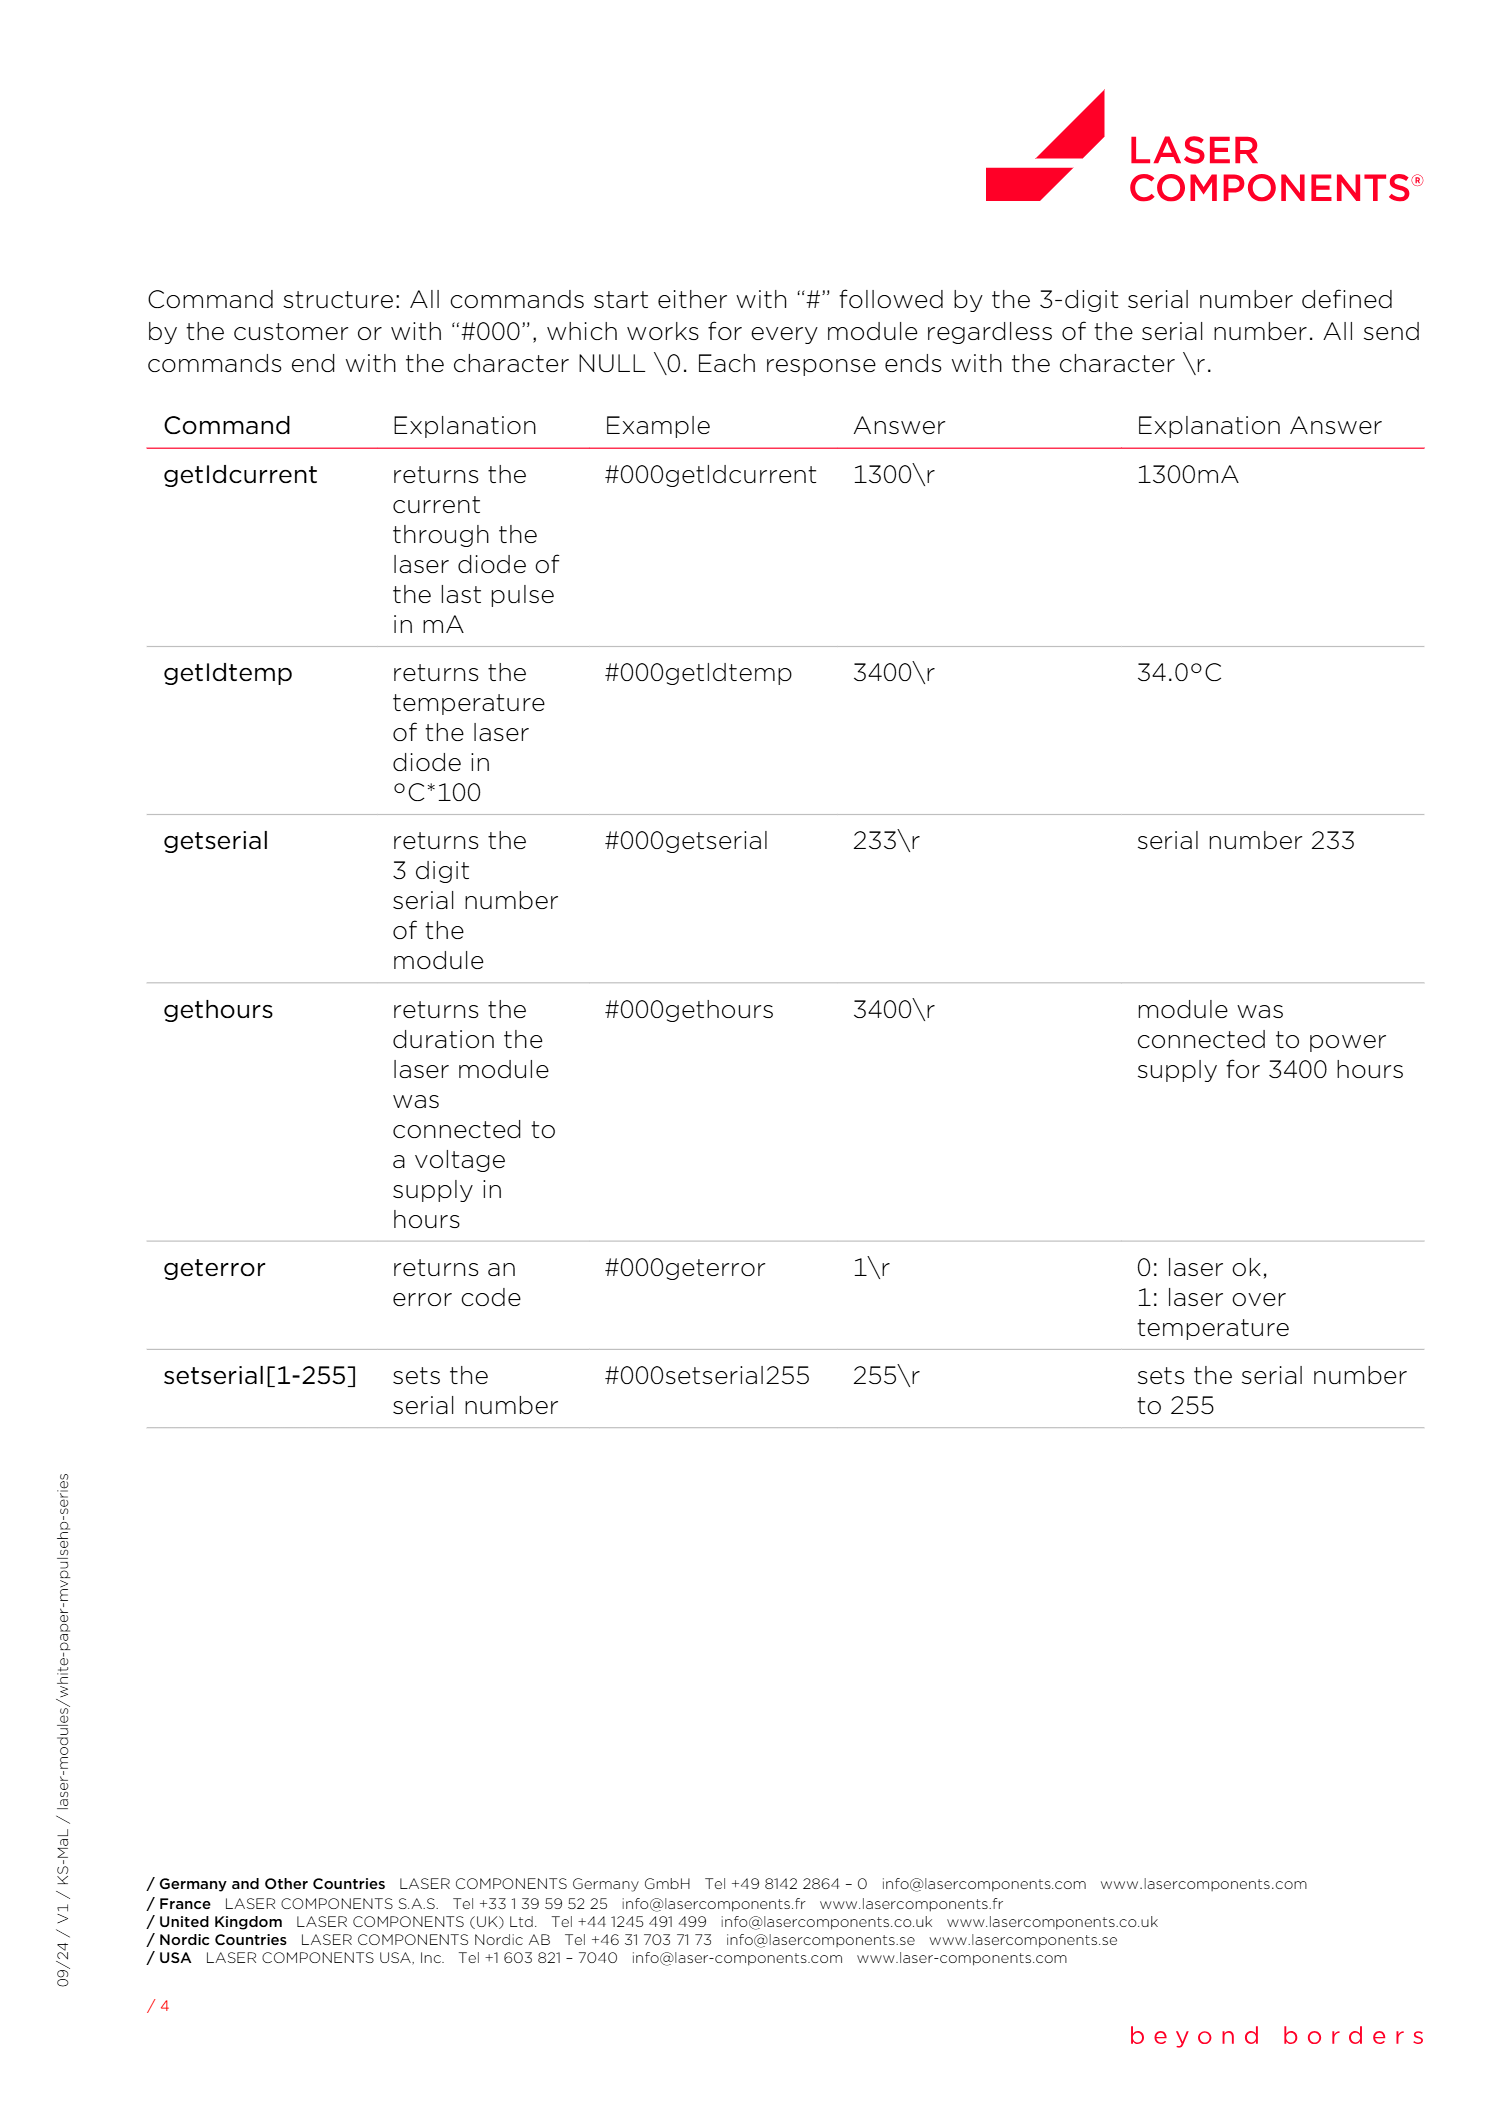 LASER
COMPONENTS®
Command structure: All commands start either with “#” followed by the 3-digit serial number defined
by the customer or with “#000”, which works for every module regardless of the serial number. All send
commands end with the character NULL \0. Each response ends with the character \r.
Command Explanation Example Answer Explanation Answer
getldcurrent returns the #000getldcurrent 1300\r 1300mA
current
through the
laser diode of
the last pulse
in mA
getldtemp returns the #000getldtemp 3400\r 34.0°C
temperature
of the laser
diode in
°C*100
getserial returns the #000getserial 233\r serial number 233
3 digit
serial number
of the
module
gethours returns the #000gethours 3400\r module was
duration the connected to power
laser module supply for 3400 hours
was
connected to
a voltage
supply in
hours
geterror returns an #000geterror 1\r 0: laser ok,
error code 1: laser over
temperature
setserial[1-255] sets the #000setserial255 255\r sets the serial number
serial number to 255
09/24 / V1 / KS-MaL / laser-modules/white-paper-mvpulsehp-series
/ Germany and Other Countries LASER COMPONENTS Germany GmbH Tel +49 8142 2864 – 0 info@lasercomponents.com www.lasercomponents.com
/ France LASER COMPONENTS S.A.S. Tel +33 1 39 59 52 25 info@lasercomponents.fr www.lasercomponents.fr
/ United Kingdom LASER COMPONENTS (UK) Ltd. Tel +44 1245 491 499 info@lasercomponents.co.uk www.lasercomponents.co.uk
/ Nordic Countries LASER COMPONENTS Nordic AB Tel +46 31 703 71 73 info@lasercomponents.se www.lasercomponents.se
/ USA LASER COMPONENTS USA, Inc. Tel +1 603 821 – 7040 info@laser-components.com www.laser-components.com
/ 4
beyond borders